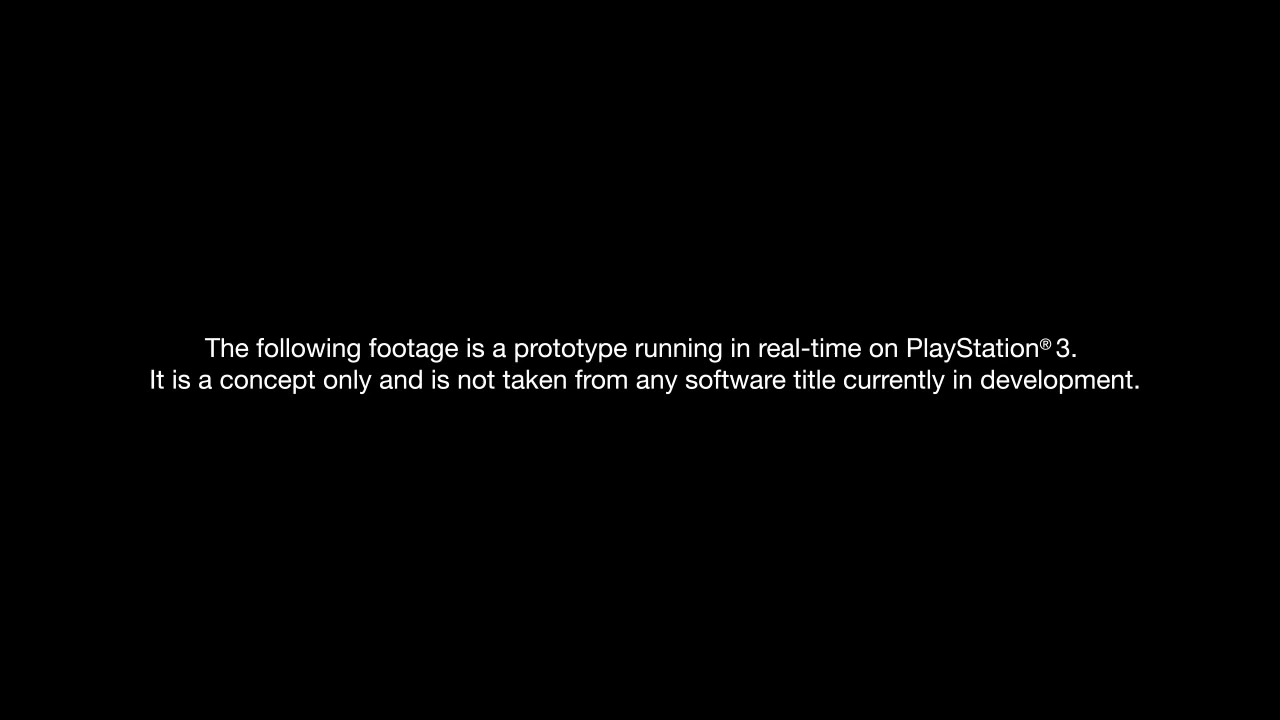 The following footage is a prototype running in real-time on PlayStation® 3.
It is a concept only and is not taken from any software title currently in development.